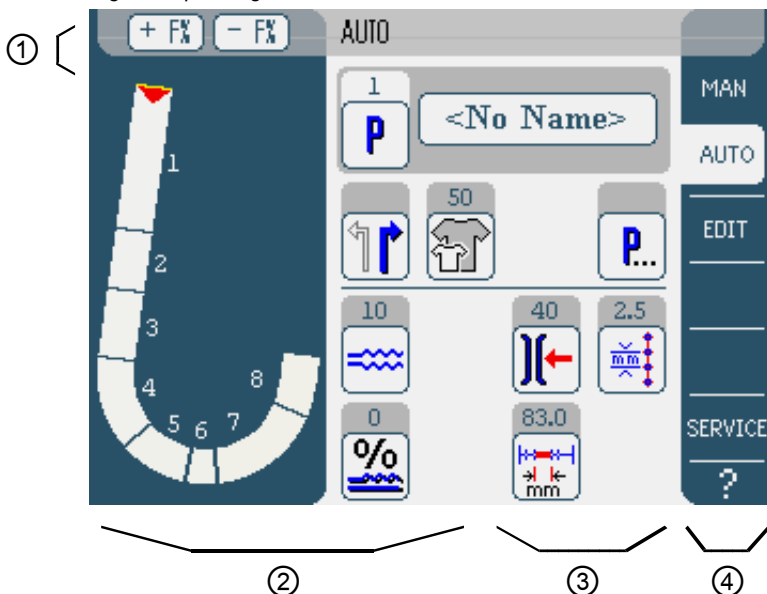 ① + F% - F% AUTO
1
P <No Name>
MAN
AUTO
EDIT
SERVICE
?
50
P...
10 40 2.5
mm
0 83.0
% mm
1
2
3
4
5 6 7 8
② ③ ④